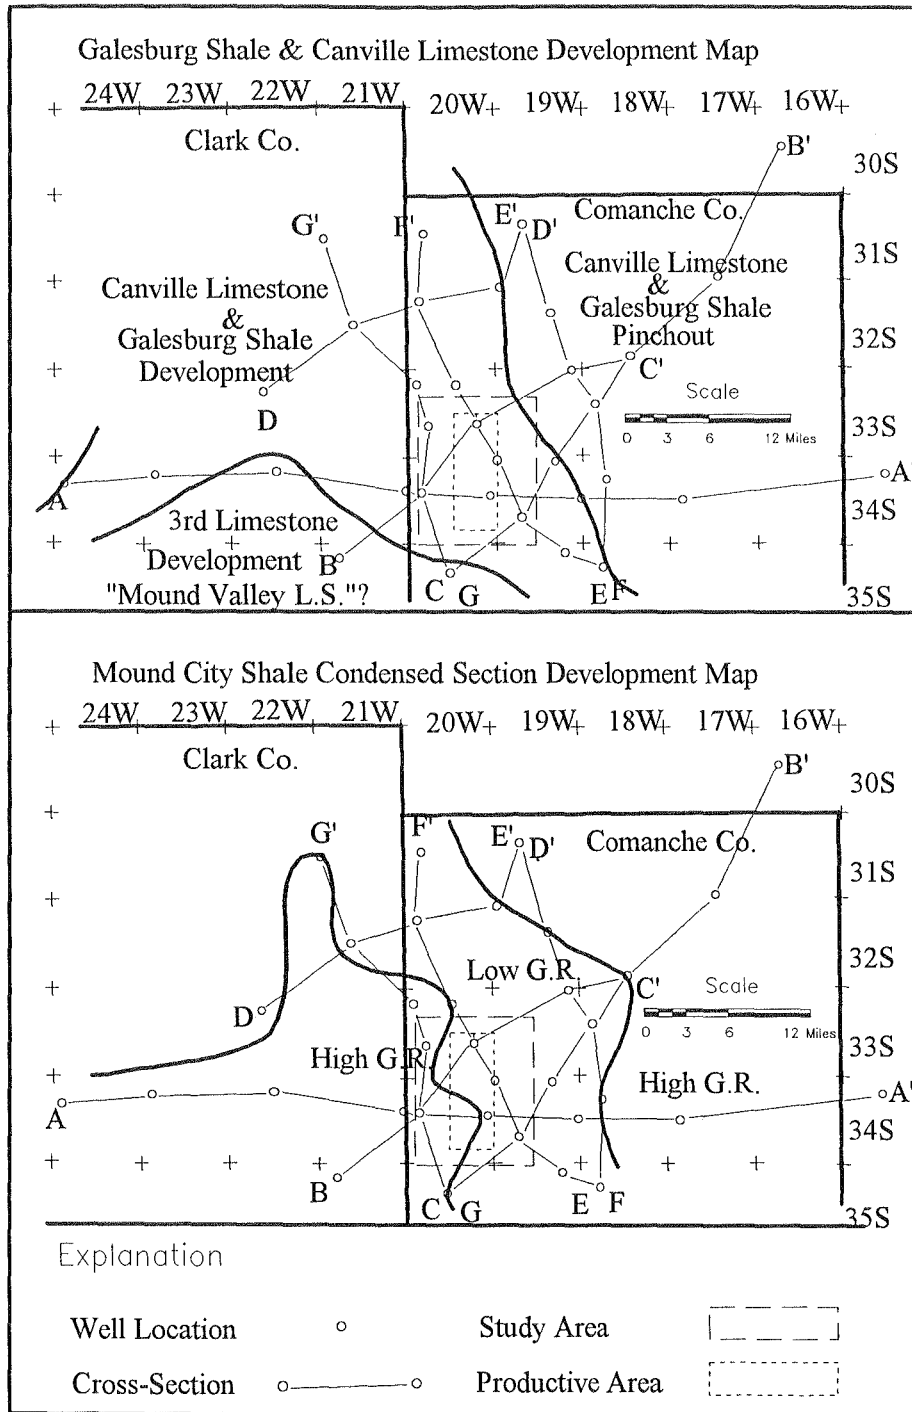 Galesburg Shale & Canville Limestone Development Map
24W 23W 22W 21W 20W 19W 18W 17W 16W
Clark Co.
B'
30S
G' F' E' D' Comanche Co.
31S
Canville Limestone
&
Galesburg Shale
Development
Canville Limestone
&
Galesburg Shale
Pinchout
32S
C'
D
Scale
0 3 6 12 Miles
33S
A A'
3rd Limestone
Development
"Mound Valley L.S."?
34S
B C G E F
35S
Mound City Shale Condensed Section Development Map
24W 23W 22W 21W 20W 19W 18W 17W 16W
Clark Co.
B'
30S
G' F' E' D' Comanche Co.
31S
Low G.R.
C'
32S
D
Scale
0 3 6 12 Miles
High G.R.
33S
High G.R.
A A'
34S
B C G E F
35S
Explanation
Well Location
Study Area
Cross-Section
Productive Area